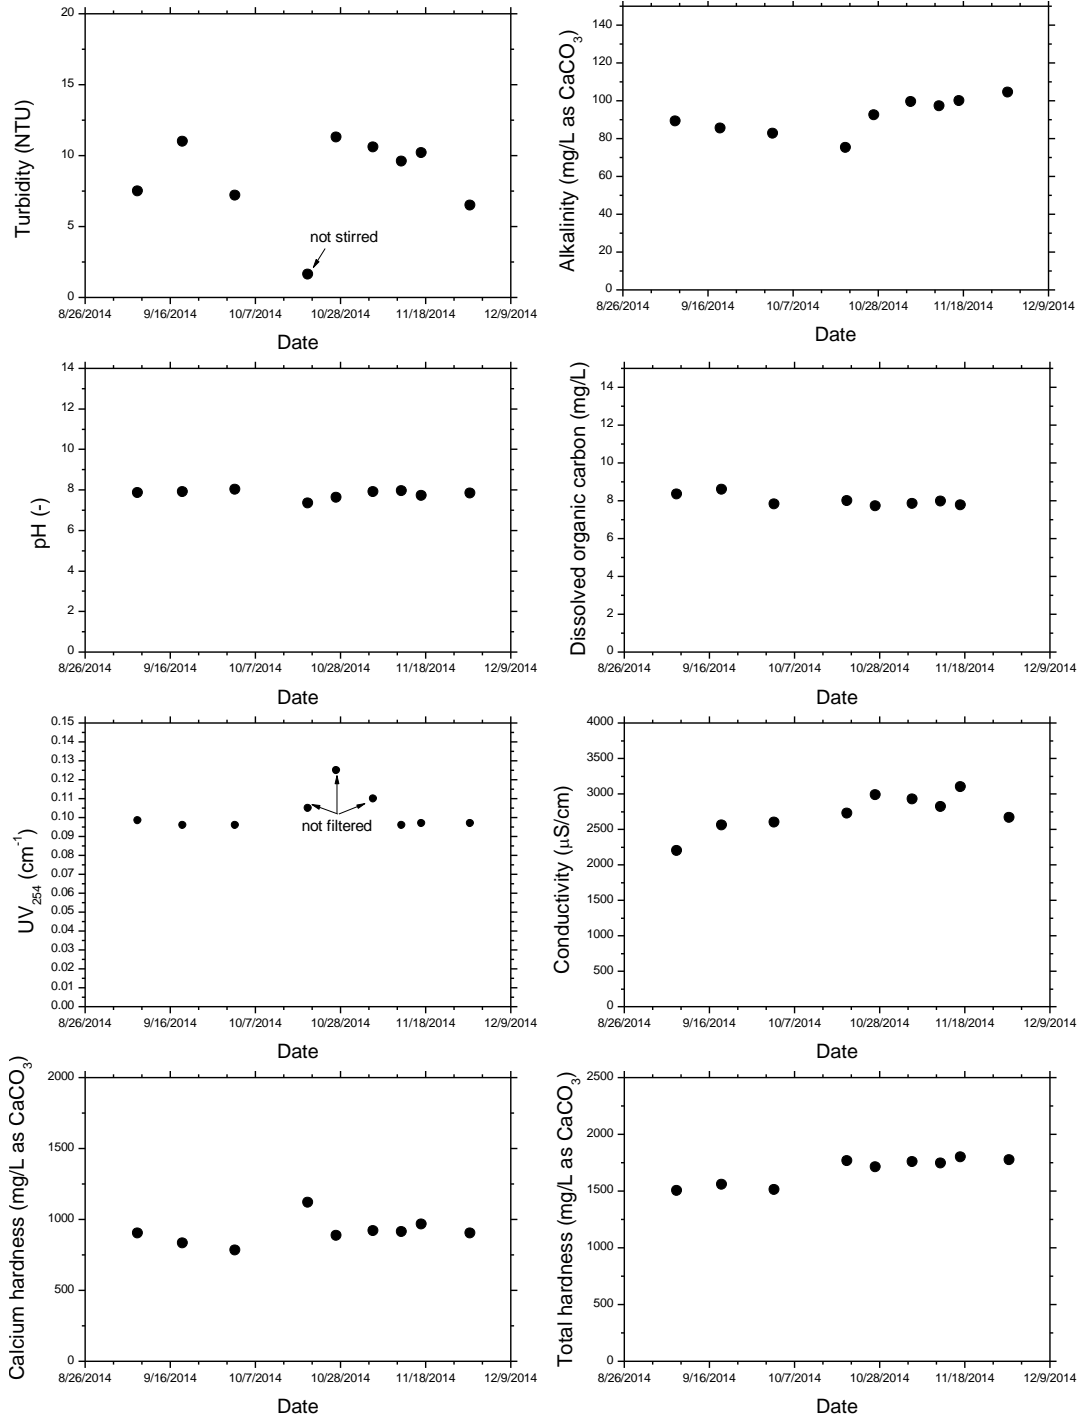 Turbidity (NTU)
20
15
10
5
0
not stirred
8/26/2014 9/16/2014 10/7/2014 10/28/2014 11/18/2014 12/9/2014
Date
Alkalinity (mg/L as CaCO3)
140
120
100
80
60
40
20
0
8/26/2014 9/16/2014 10/7/2014 10/28/2014 11/18/2014 12/9/2014
Date
pH (-)
14
12
10
8
6
4
2
0
8/26/2014 9/16/2014 10/7/2014 10/28/2014 11/18/2014 12/9/2014
Date
Dissolved organic carbon (mg/L)
14
12
10
8
6
4
2
0
8/26/2014 9/16/2014 10/7/2014 10/28/2014 11/18/2014 12/9/2014
Date
UV254 (cm-1)
0.15
0.14
0.13
0.12
0.11
0.10
0.09
0.08
0.07
0.06
0.05
0.04
0.03
0.02
0.01
0.00
not filtered
8/26/2014 9/16/2014 10/7/2014 10/28/2014 11/18/2014 12/9/2014
Date
Conductivity (μS/cm)
4000
3500
3000
2500
2000
1500
1000
500
0
8/26/2014 9/16/2014 10/7/2014 10/28/2014 11/18/2014 12/9/2014
Date
Calcium hardness (mg/L as CaCO3)
2000
1500
1000
500
0
8/26/2014 9/16/2014 10/7/2014 10/28/2014 11/18/2014 12/9/2014
Date
Total hardness (mg/L as CaCO3)
2500
2000
1500
1000
500
0
8/26/2014 9/16/2014 10/7/2014 10/28/2014 11/18/2014 12/9/2014
Date